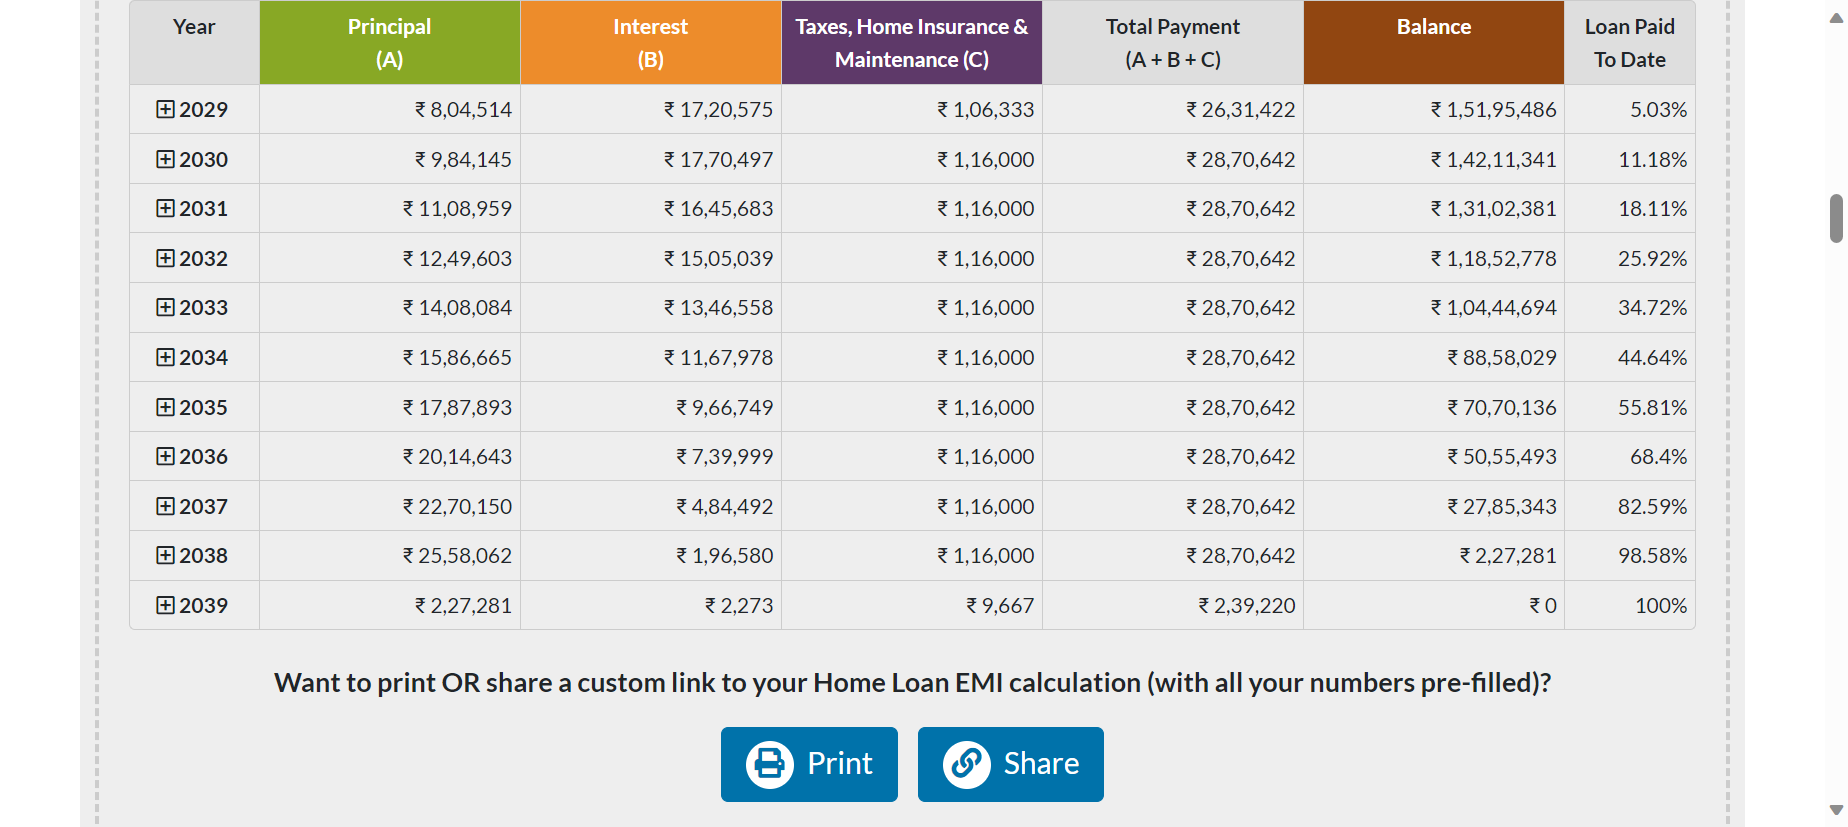 Year Principal Interest Taxes, Home Insurance & Total Payment Balance Loan Paid
(A) (B) Maintenance (C) (A + B + C) To Date
2029 ₹ 8,04,514 ₹ 17,20,575 ₹ 1,06,333 ₹ 26,31,422 ₹ 1,51,95,486 5.03%
2030 ₹ 9,84,145 ₹ 17,70,497 ₹ 1,16,000 ₹ 28,70,642 ₹ 1,42,11,341 11.18%
2031 ₹ 11,08,959 ₹ 16,45,683 ₹ 1,16,000 ₹ 28,70,642 ₹ 1,31,02,381 18.11%
2032 ₹ 12,49,603 ₹ 15,05,039 ₹ 1,16,000 ₹ 28,70,642 ₹ 1,18,52,778 25.92%
2033 ₹ 14,08,084 ₹ 13,46,558 ₹ 1,16,000 ₹ 28,70,642 ₹ 1,04,44,694 34.72%
2034 ₹ 15,86,665 ₹ 11,67,978 ₹ 1,16,000 ₹ 28,70,642 ₹ 88,58,029 44.64%
2035 ₹ 17,87,893 ₹ 9,66,749 ₹ 1,16,000 ₹ 28,70,642 ₹ 70,70,136 55.81%
2036 ₹ 20,14,643 ₹ 7,39,999 ₹ 1,16,000 ₹ 28,70,642 ₹ 50,55,493 68.4%
2037 ₹ 22,70,150 ₹ 4,84,492 ₹ 1,16,000 ₹ 28,70,642 ₹ 27,85,343 82.59%
2038 ₹ 25,58,062 ₹ 1,96,580 ₹ 1,16,000 ₹ 28,70,642 ₹ 2,27,281 98.58%
2039 ₹ 2,27,281 ₹ 2,273 ₹ 9,667 ₹ 2,39,220 ₹ 0 100%
Want to print OR share a custom link to your Home Loan EMI calculation (with all your numbers pre-filled)?
Print Share